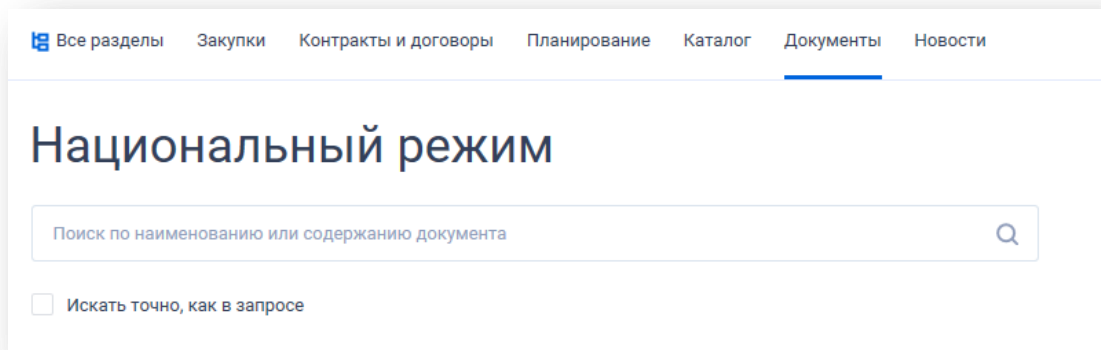 Все разделы Закупки Контракты и договоры Планирование Каталог Документы Новости
Национальный режим
Поиск по наименованию или содержанию документа
Искать точно, как в запросе